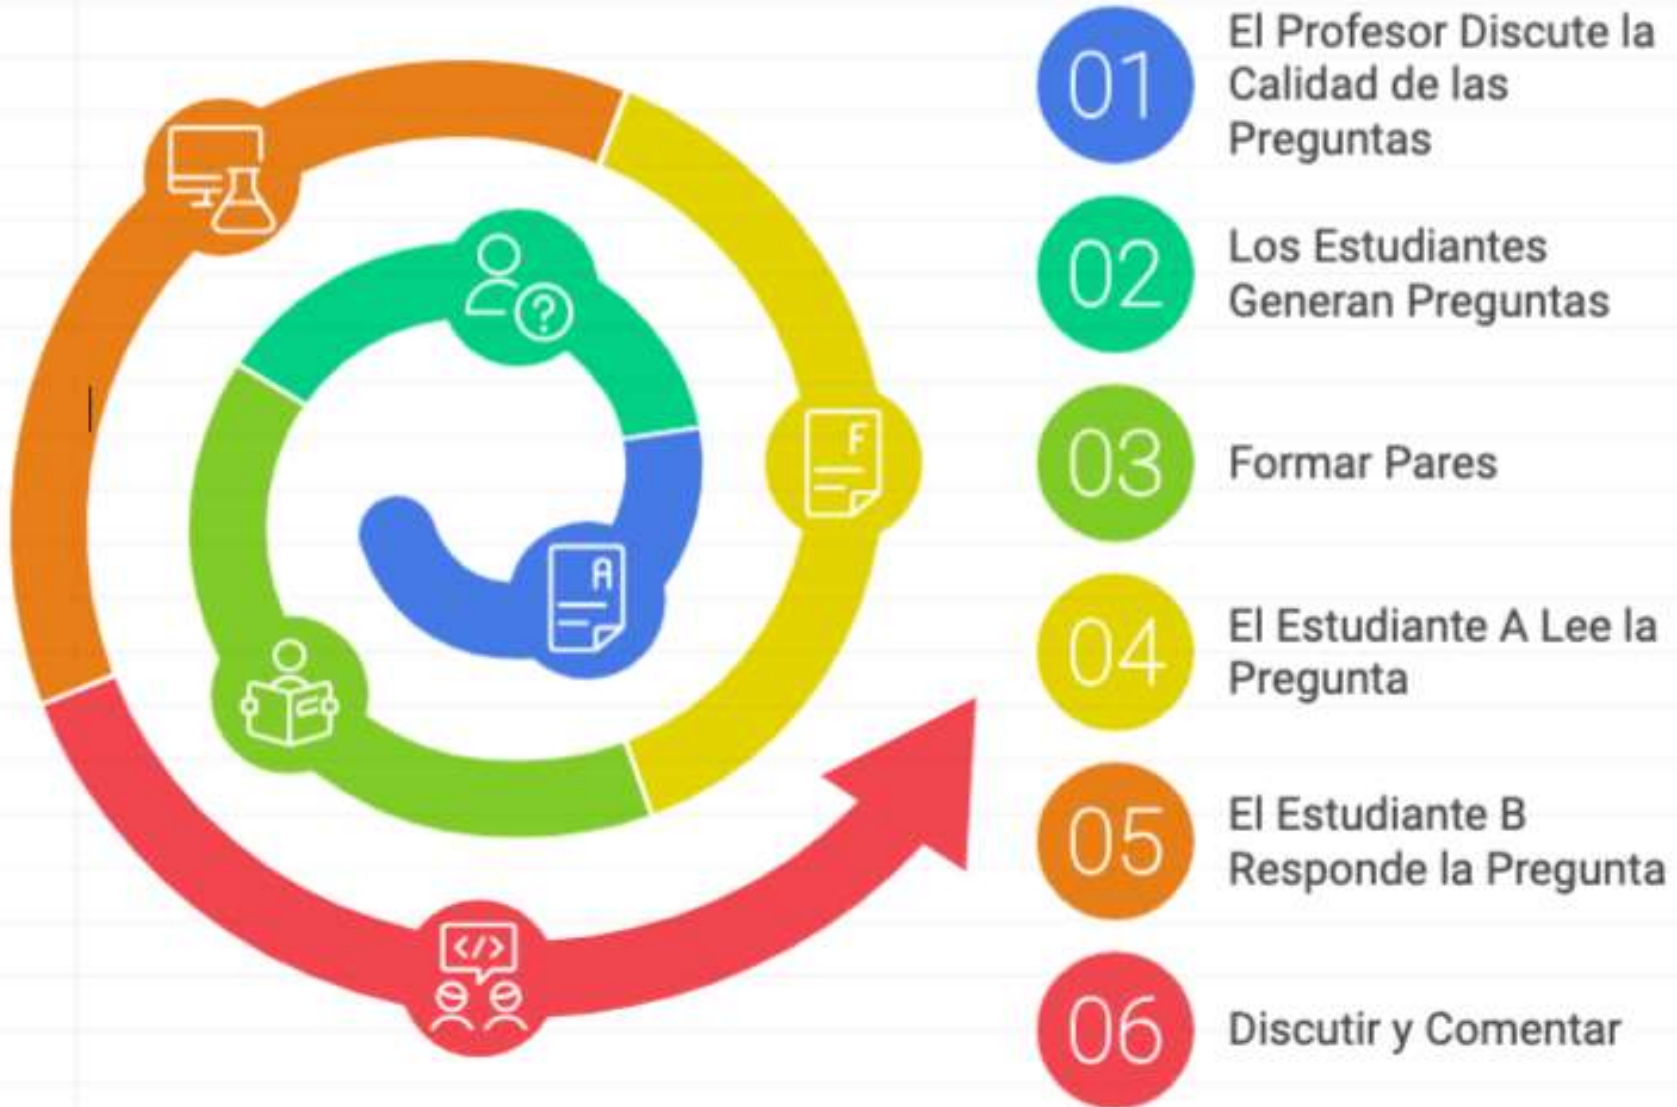 01
El Profesor Discute la
Calidad de las
Preguntas
02
Los Estudiantes
Generan Preguntas
03
Formar Pares
04
El Estudiante A Lee la
Pregunta
05
El Estudiante B
Responde la Pregunta
06
Discutir y Comentar
?
F
A
</>